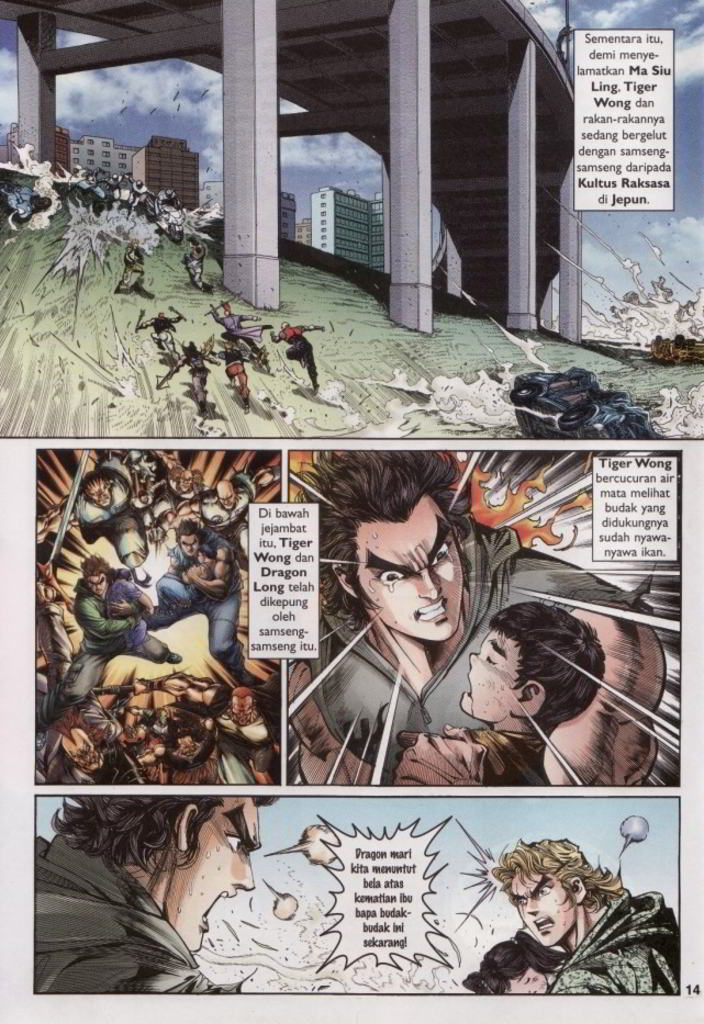 Sementara itu,
demi menye-
lamatkan Ma Siu
Ling, Tiger
Wong dan
rakan-rakannya
sedang bergelut
dengan samseng-
samseng daripada
Kultus Raksasa
di Jepun.
Di bawah
jejambat
itu, Tiger
Wong dan
Dragon
Long telah
dikepung
oleh
samseng-
samseng itu.
Tiger Wong
bercucuran air
mata melihat
budak yang
didukungnya
sudah nyawa-
nyawa ikan.
Dragon mari
kita menuntut
bela atas
kematian ibu
bapa budak-
budak ini
sekarang!
14